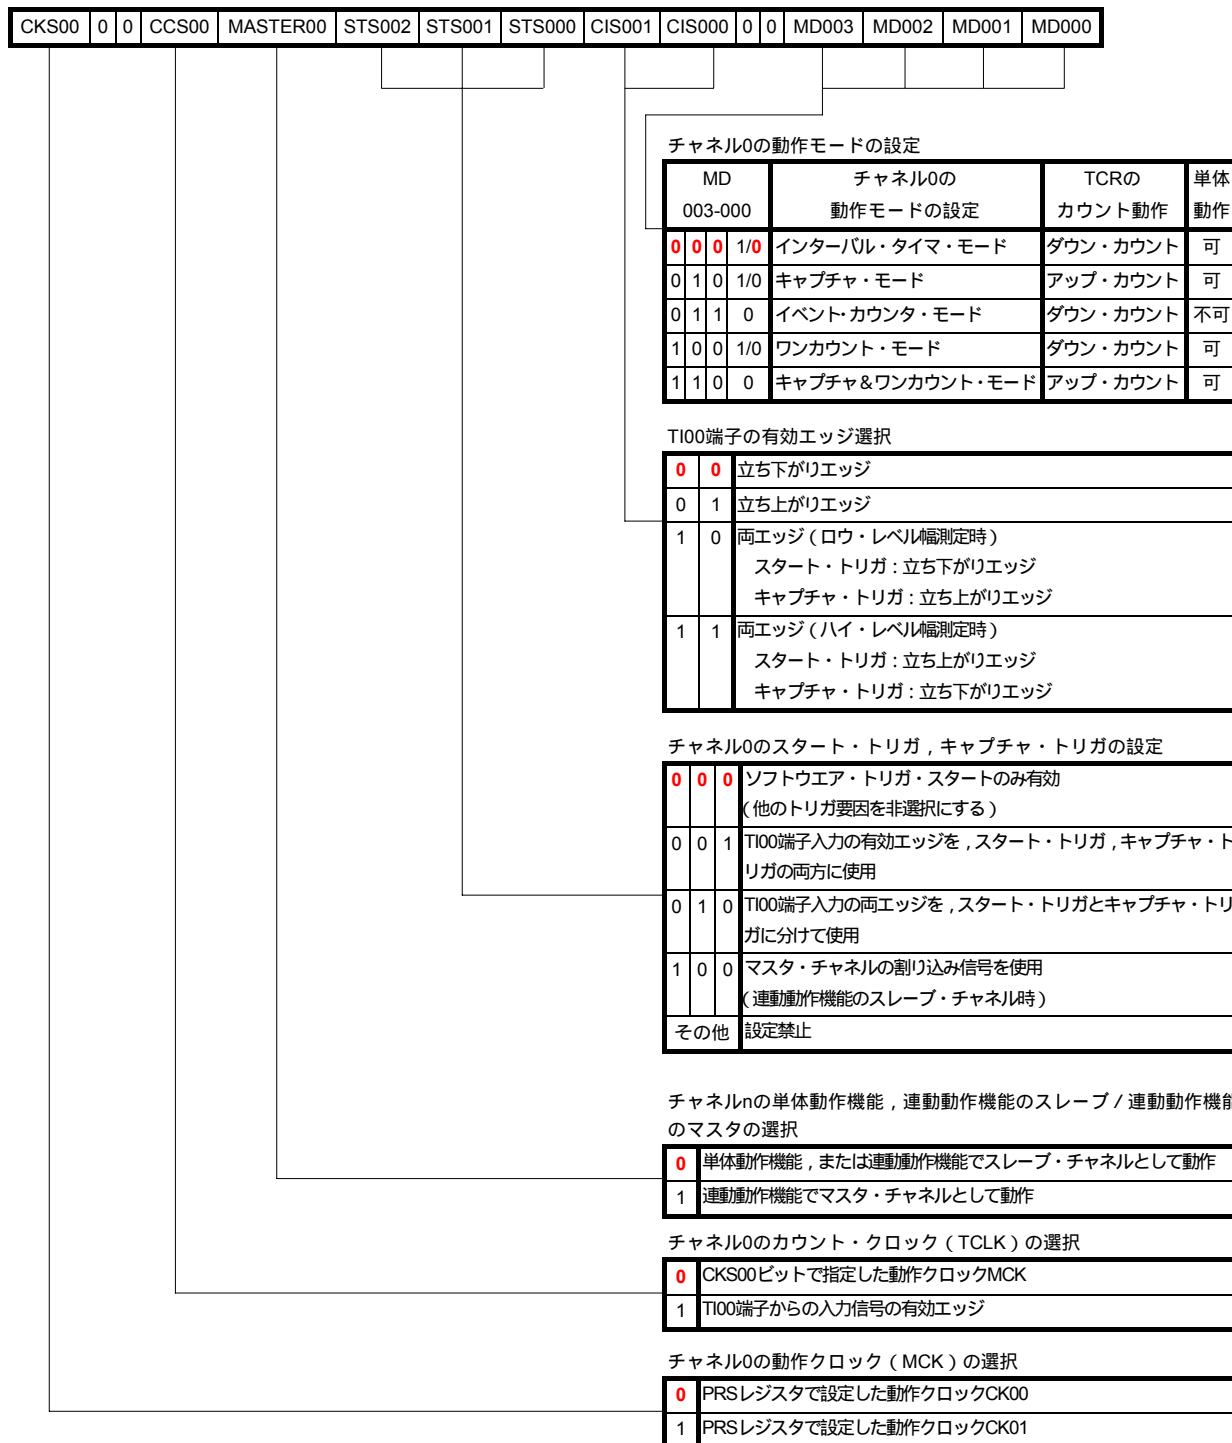 CKS00 0 0 CCS00 MASTER00 STS002 STS001 STS000 CIS001 CIS000 0 0 MD003 MD002 MD001 MD000
チャネル0の動作モードの設定
MD チャネル0の TCRの 単体
003-000 動作モードの設定 カウント動作 動作
0 0 0 1/0 インターバル・タイマ・モード ダウン・カウント 可
0 1 0 1/0 キャプチャ・モード アップ・カウント 可
0 1 1 0 イベント・カウンタ・モード ダウン・カウント 不可
1 0 0 1/0 ワンカウント・モード ダウン・カウント 可
1 1 0 0 キャプチャ&ワンカウント・モード アップ・カウント 可
TI00端子の有効エッジ選択
0 0 立ち下がりエッジ
0 1 立ち上がりエッジ
1 0 両エッジ(ロウ・レベル幅測定時)
スタート・トリガ:立ち下がりエッジ
キャプチャ・トリガ:立ち上がりエッジ
1 1 両エッジ(ハイ・レベル幅測定時)
スタート・トリガ:立ち上がりエッジ
キャプチャ・トリガ:立ち下がりエッジ
チャネル0のスタート・トリガ,キャプチャ・トリガの設定
0 0 0 ソフトウエア・トリガ・スタートのみ有効
(他のトリガ要因を非選択にする)
0 0 1 TI00端子入力の有効エッジを,スタート・トリガ,キャプチャ・ト
リガの両方に使用
0 1 0 TI00端子入力の両エッジを,スタート・トリガとキャプチャ・トリ
ガに分けて使用
1 0 0 マスタ・チャネルの割り込み信号を使用
(連動動作機能のスレーブ・チャネル時)
その他 設定禁止
チャネルnの単体動作機能,連動動作機能のスレーブ/連動動作機能
のマスタの選択
0 単体動作機能,または連動動作機能でスレーブ・チャネルとして動作
1 連動動作機能でマスタ・チャネルとして動作
チャネル0のカウント・クロック(TCLK)の選択
0 CKS00ビットで指定した動作クロックMCK
1 TI00端子からの入力信号の有効エッジ
チャネル0の動作クロック(MCK)の選択
0 PRSレジスタで設定した動作クロックCK00
1 PRSレジスタで設定した動作クロックCK01